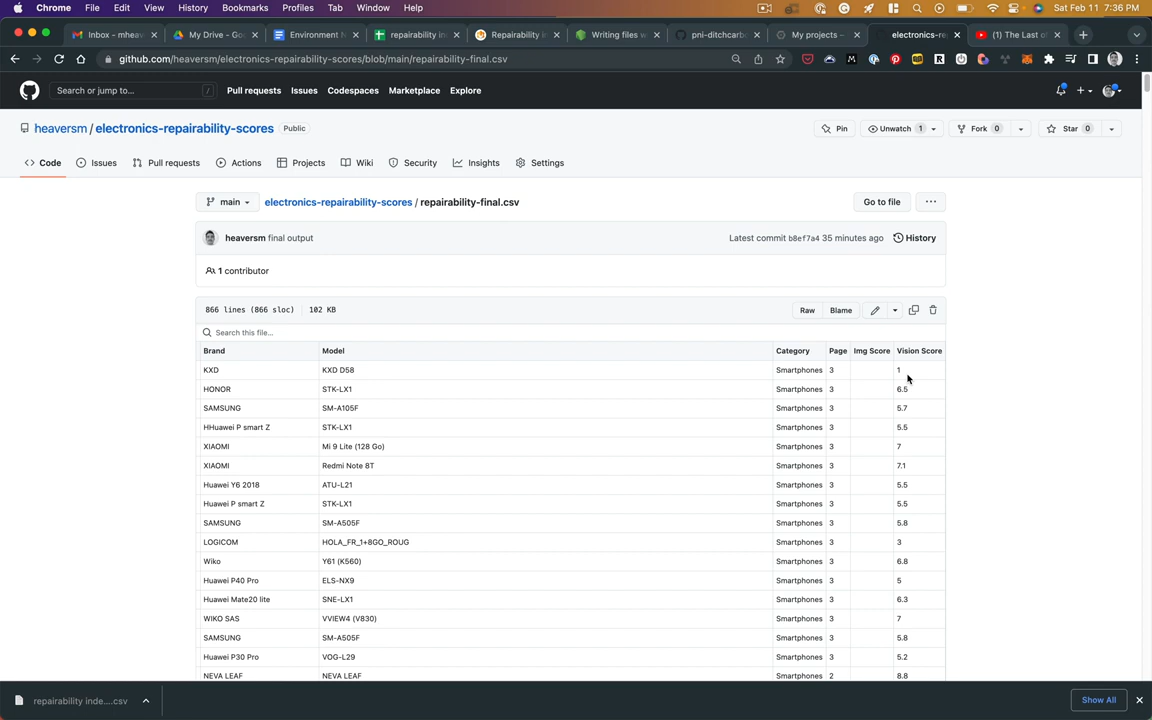 Chrome File Edit View History Bookmarks Profiles Tab Window Help Sat Feb 11 7:36 PM
Inbox - mheav My Drive - Goo Environment N repairability in Repairability in Writing files w pni-ditchcarb My projects - electronics-rep (1) The Last of
github.com/heaversm/electronics-repairability-scores/blob/main/repairability-final.csv
Search or jump to... / Pull requests Issues Codespaces Marketplace Explore
heaversm / electronics-repairability-scores Public Pin Unwatch 1 Fork 0 Star 0
Code Issues Pull requests Actions Projects Wiki Security Insights Settings
main electronics-repairability-scores / repairability-final.csv Go to file ...
heaversm final output Latest commit b8ef7a4 35 minutes ago History
1 contributor
866 lines (866 sloc) 102 KB Raw Blame
Search this file...
Brand Model Category Page Img Score Vision Score
KXD KXD D58 Smartphones 3 1
HONOR STK-LX1 Smartphones 3 6.5
SAMSUNG SM-A105F Smartphones 3 5.7
HHuawei P smart Z STK-LX1 Smartphones 3 5.5
XIAOMI Mi 9 Lite (128 Go) Smartphones 3 7
XIAOMI Redmi Note 8T Smartphones 3 7.1
Huawei Y6 2018 ATU-L21 Smartphones 3 5.5
Huawei P smart Z STK-LX1 Smartphones 3 5.5
SAMSUNG SM-A505F Smartphones 3 5.8
LOGICOM HOLA_FR_1+8GO_ROUG Smartphones 3 3
Wiko Y61 (K560) Smartphones 3 6.8
Huawei P40 Pro ELS-NX9 Smartphones 3 5
Huawei Mate20 lite SNE-LX1 Smartphones 3 6.3
WIKO SAS VVIEW4 (V830) Smartphones 3 7
SAMSUNG SM-A505F Smartphones 3 5.8
Huawei P30 Pro VOG-L29 Smartphones 3 5.2
NEVA LEAF NEVA LEAF Smartphones 2 8.8
repairability inde....csv Show All